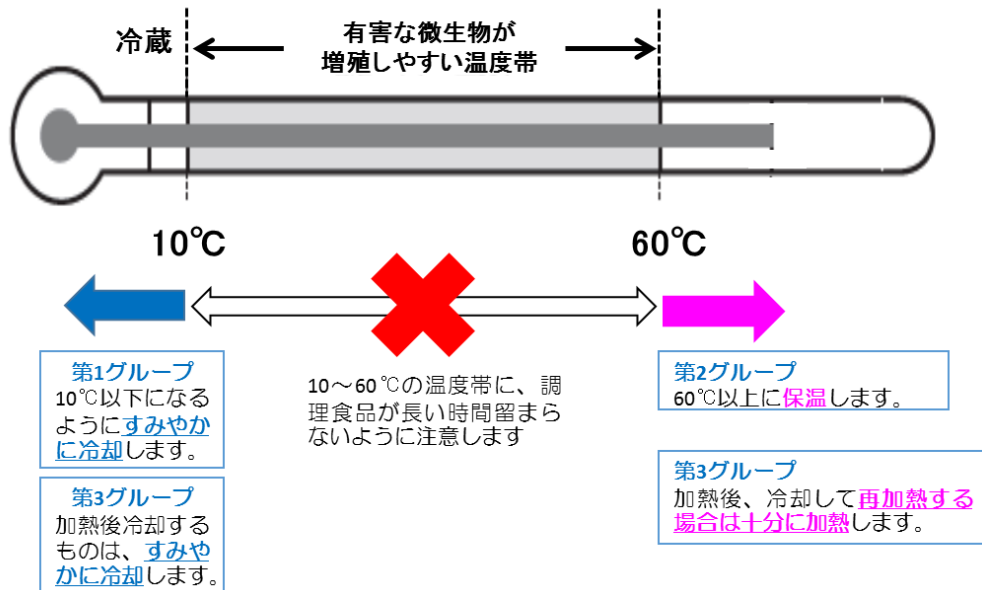 冷蔵
有害な微生物が
増殖しやすい温度帯
10℃
60℃
第1グループ
10℃以下になる
ようにすみやか
に冷却します。
第3グループ
加熱後冷却する
ものは、すみや
かに冷却します。
10～60℃の温度帯に、調
理食品が長い時間留まら
ないように注意します
第2グループ
60℃以上に保温します。
第3グループ
加熱後、冷却して再加熱する
場合は十分に加熱します。